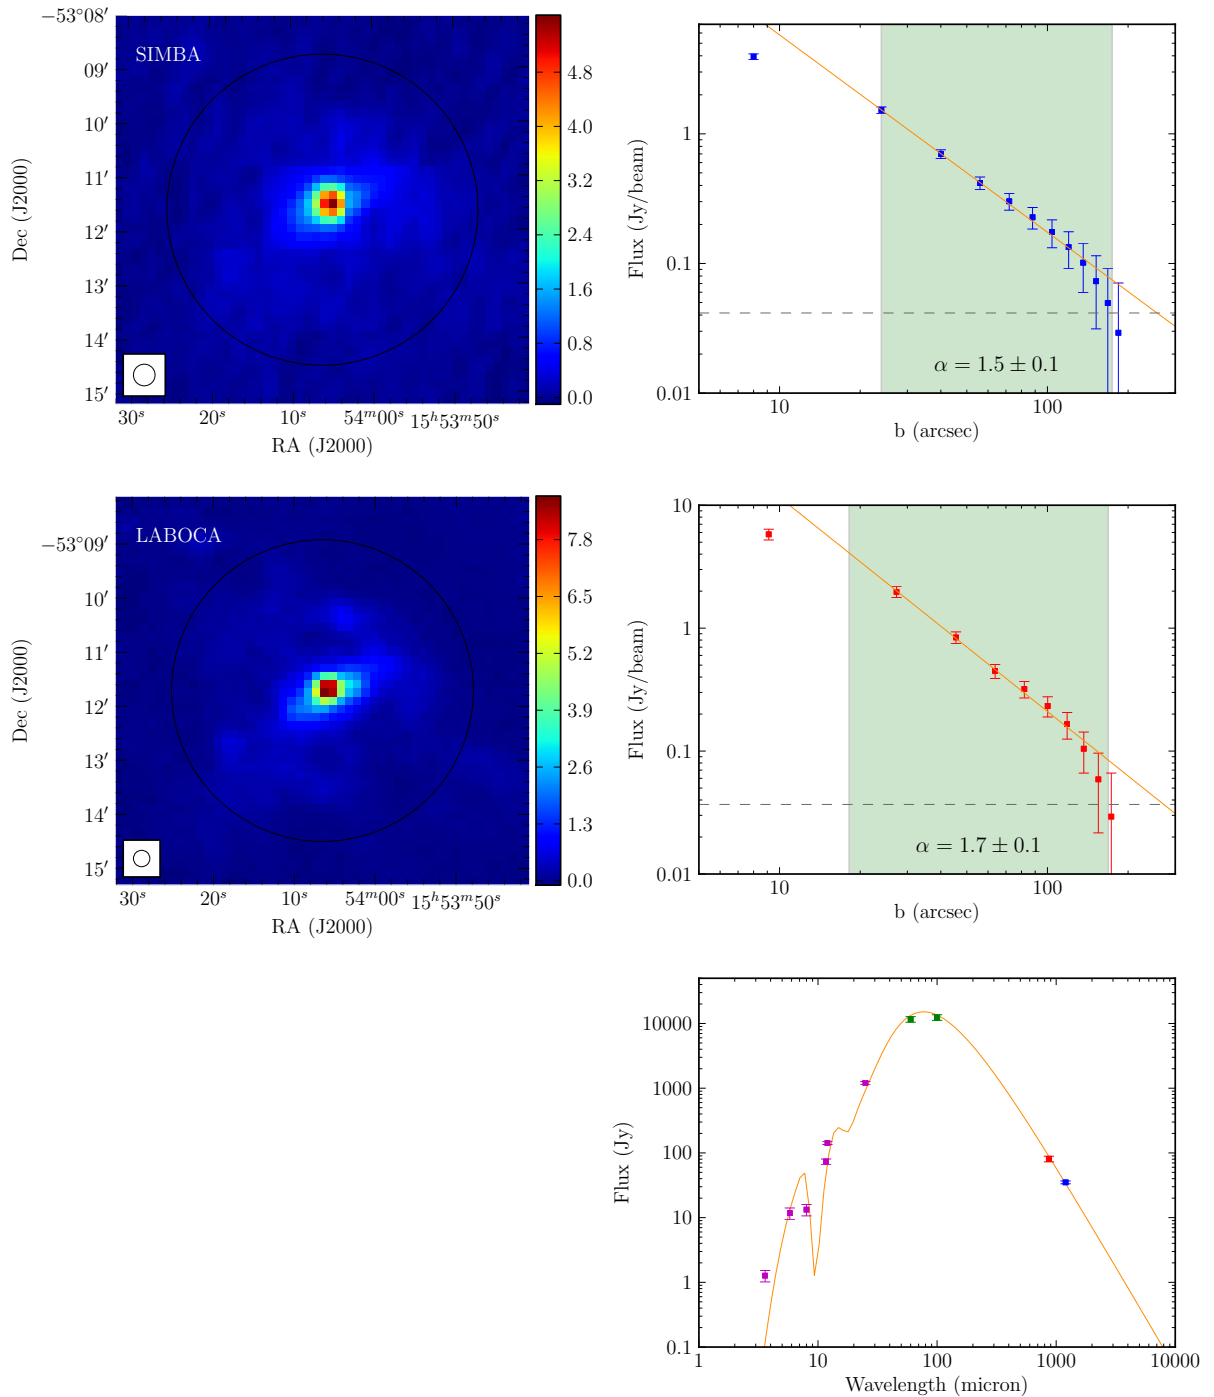 SIMBA
−53°08′
09′
10′
11′
12′
13′
14′
15′
Dec (J2000)
30ˢ 20ˢ 10ˢ 54ᵐ00ˢ 15ʰ53ᵐ50ˢ
RA (J2000)
4.8
4.0
3.2
2.4
1.6
0.8
0.0
Flux (Jy/beam)
1
0.1
0.01
α = 1.5 ± 0.1
10 100
b (arcsec)
LABOCA
−53°09′
10′
11′
12′
13′
14′
15′
Dec (J2000)
30ˢ 20ˢ 10ˢ 54ᵐ00ˢ 15ʰ53ᵐ50ˢ
RA (J2000)
7.8
6.5
5.2
3.9
2.6
1.3
0.0
Flux (Jy/beam)
10
1
0.1
0.01
α = 1.7 ± 0.1
10 100
b (arcsec)
Flux (Jy)
10000
1000
100
10
1
0.1
1 10 100 1000 10000
Wavelength (micron)